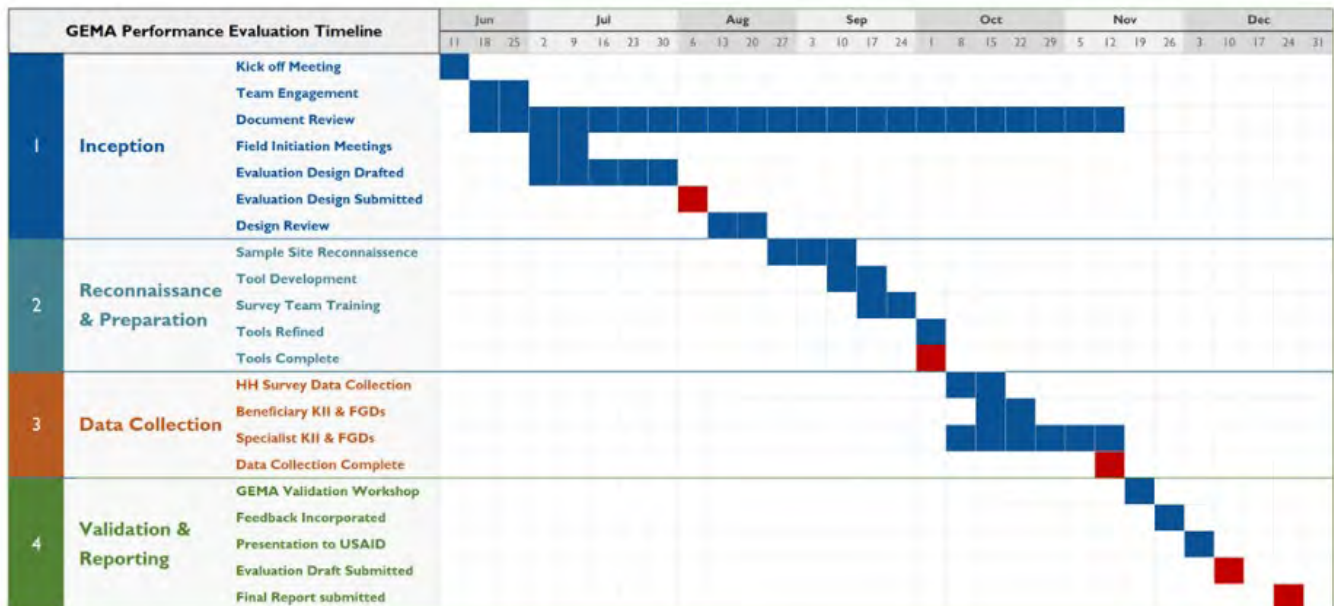 GEMA Performance Evaluation Timeline
Jun Jul Aug Sep Oct Nov Dec
11 18 25 2 9 16 23 30 6 13 20 27 3 10 17 24 1 8 15 22 29 5 12 19 26 3 10 17 24 31
1 Inception
Kick off Meeting
Team Engagement
Document Review
Field Initiation Meetings
Evaluation Design Drafted
Evaluation Design Submitted
Design Review
2 Reconnaissance & Preparation
Sample Site Reconnaissence
Tool Development
Survey Team Training
Tools Refined
Tools Complete
3 Data Collection
HH Survey Data Collection
Beneficiary KII & FGDs
Specialist KII & FGDs
Data Collection Complete
4 Validation & Reporting
GEMA Validation Workshop
Feedback Incorporated
Presentation to USAID
Evaluation Draft Submitted
Final Report submitted